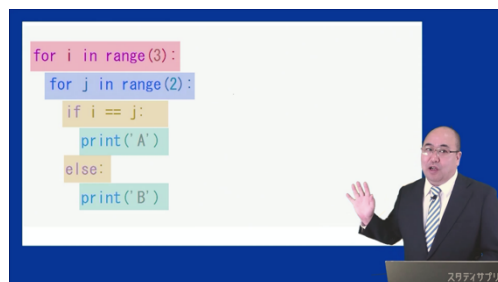 for i in range(3):
for j in range(2):
if i == j:
print('A')
else:
print('B')
スタディサプリ